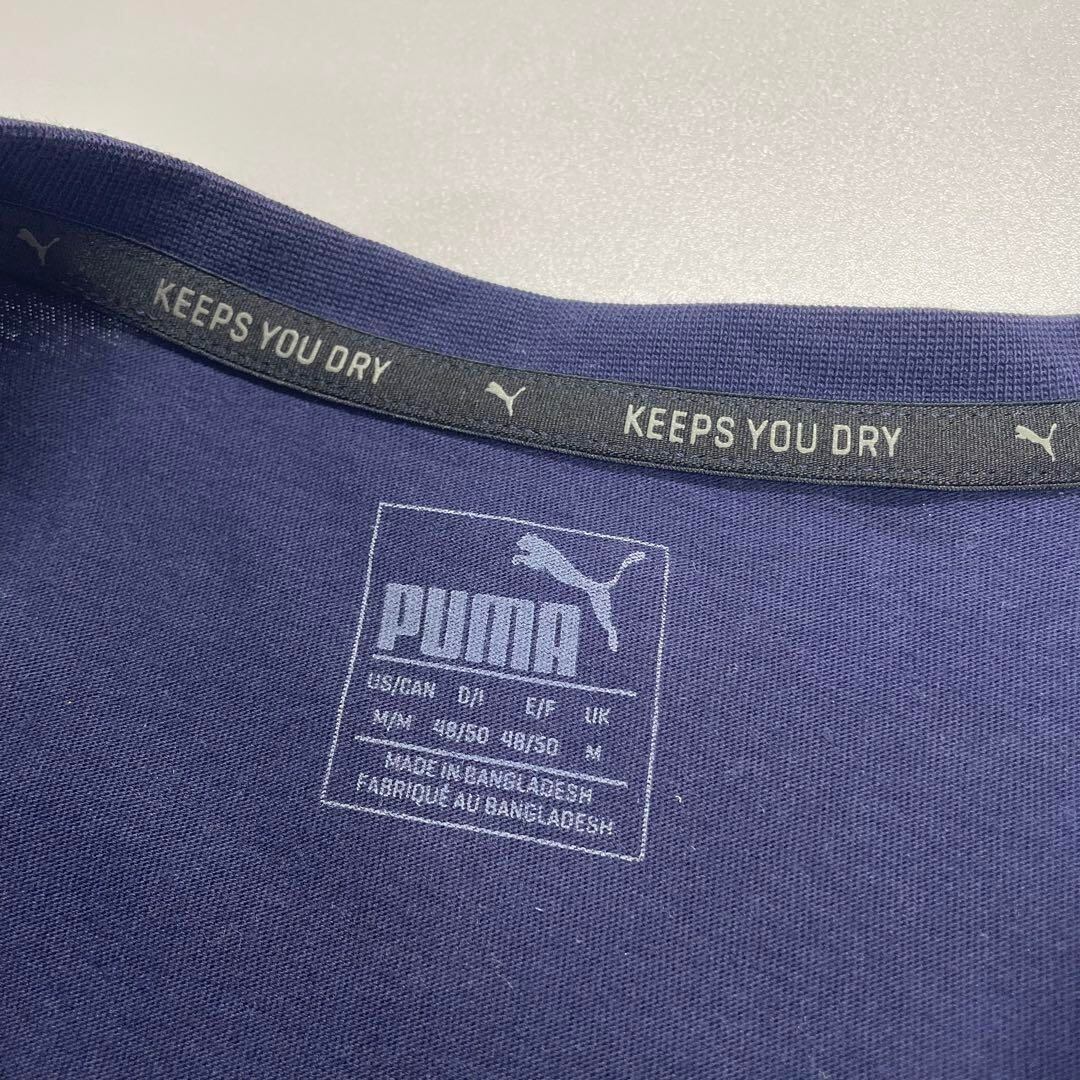 KEEPS YOU DRY KEEPS YOU DRY
PUMA
US/CAN D/I E/F UK
M/M 48/50 48/50 M
MADE IN BANGLADESH
FABRIQUÉ AU BANGLADESH